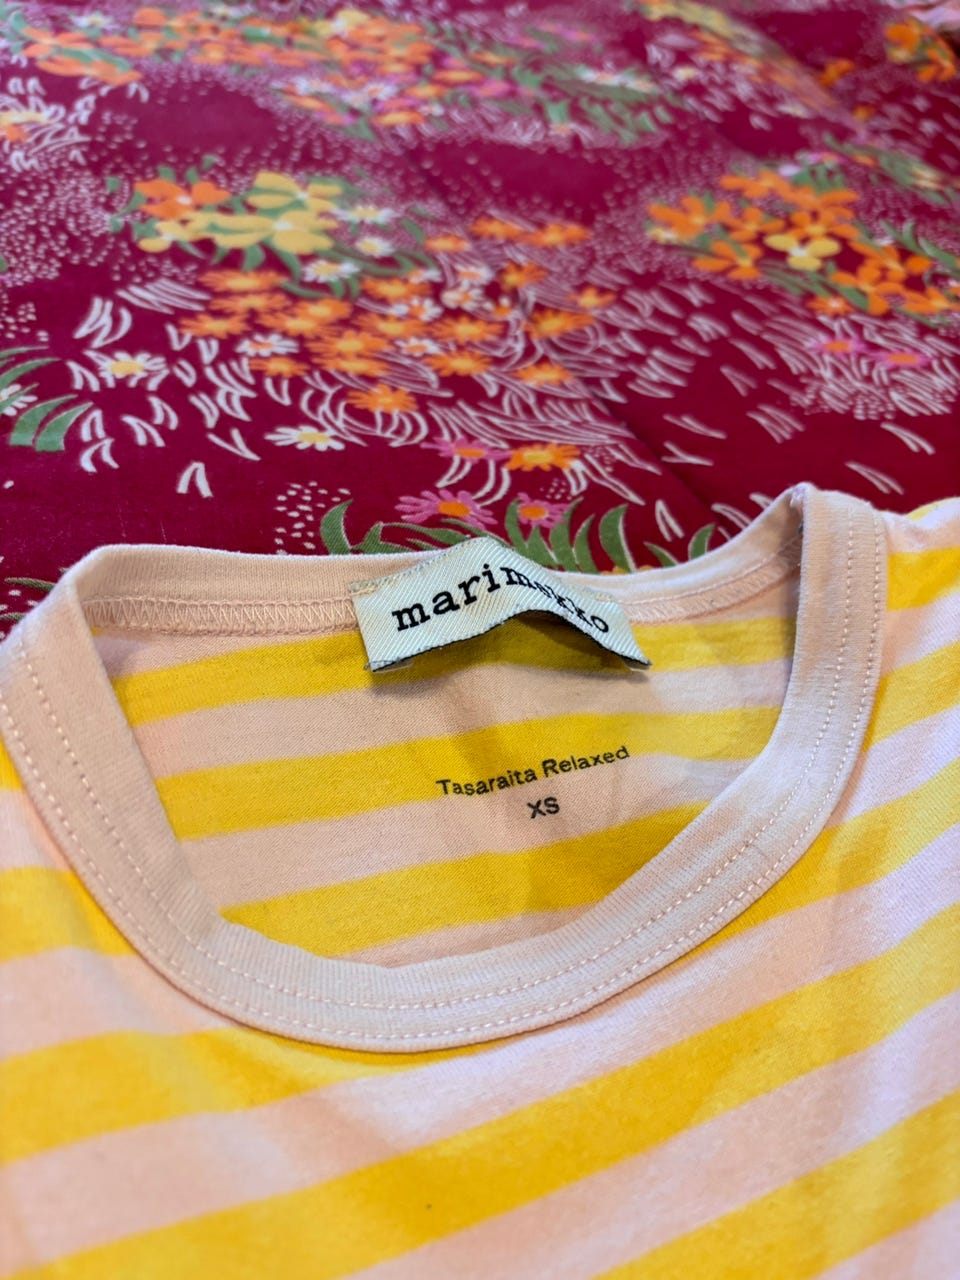 marimekko
Tasaraita Relaxed
XS